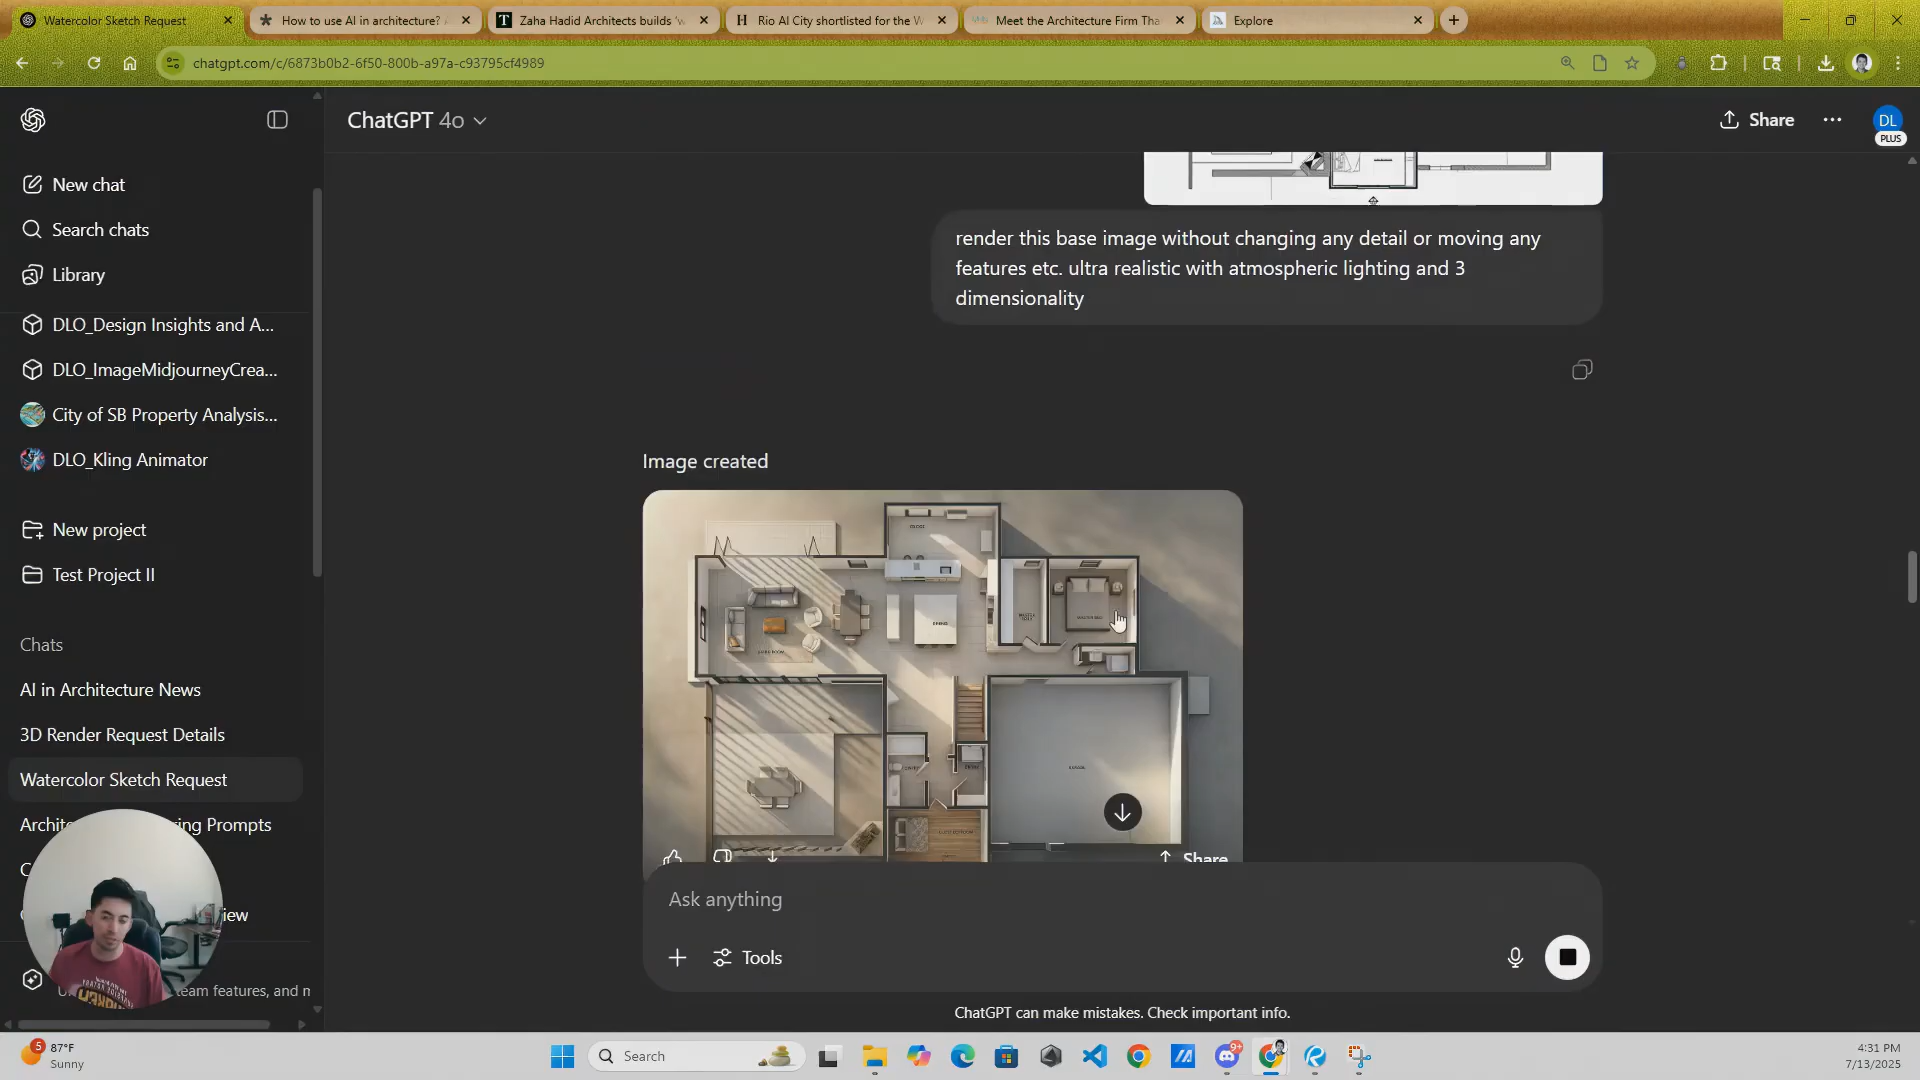 Watercolor Sketch Request
How to use AI in architecture?
Zaha Hadid Architects builds 'w
Rio AI City shortlisted for the W
Meet the Architecture Firm Tha
Explore
chatgpt.com/c/6873b0b2-6f50-800b-a97a-c93795cf4989
ChatGPT 4o
Share
DL
PLUS
New chat
Search chats
Library
DLO_Design Insights and A...
DLO_ImageMidjourneyCrea...
City of SB Property Analysis...
DLO_Kling Animator
New project
Test Project II
Chats
AI in Architecture News
3D Render Request Details
Watercolor Sketch Request
Archite
ing Prompts
iew
team features, and m
render this base image without changing any detail or moving any
features etc. ultra realistic with atmospheric lighting and 3
dimensionality
Image created
LIVING ROOM
Share
Ask anything
Tools
ChatGPT can make mistakes. Check important info.
5
87°F
Sunny
Search
9+
4:31 PM
7/13/2025